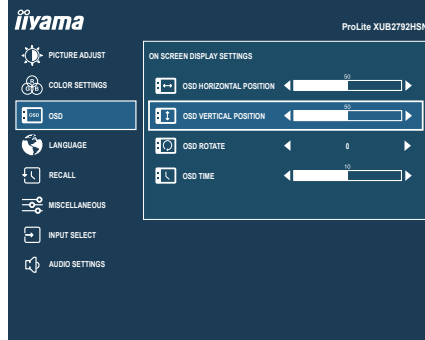 iiyama
ProLite XUB2792HSN
PICTURE ADJUST
COLOR SETTINGS
OSD
LANGUAGE
RECALL
MISCELLANEOUS
INPUT SELECT
AUDIO SETTINGS
ON SCREEN DISPLAY SETTINGS
OSD HORIZONTAL POSITION 50
OSD VERTICAL POSITION 50
OSD ROTATE 0
OSD TIME 10